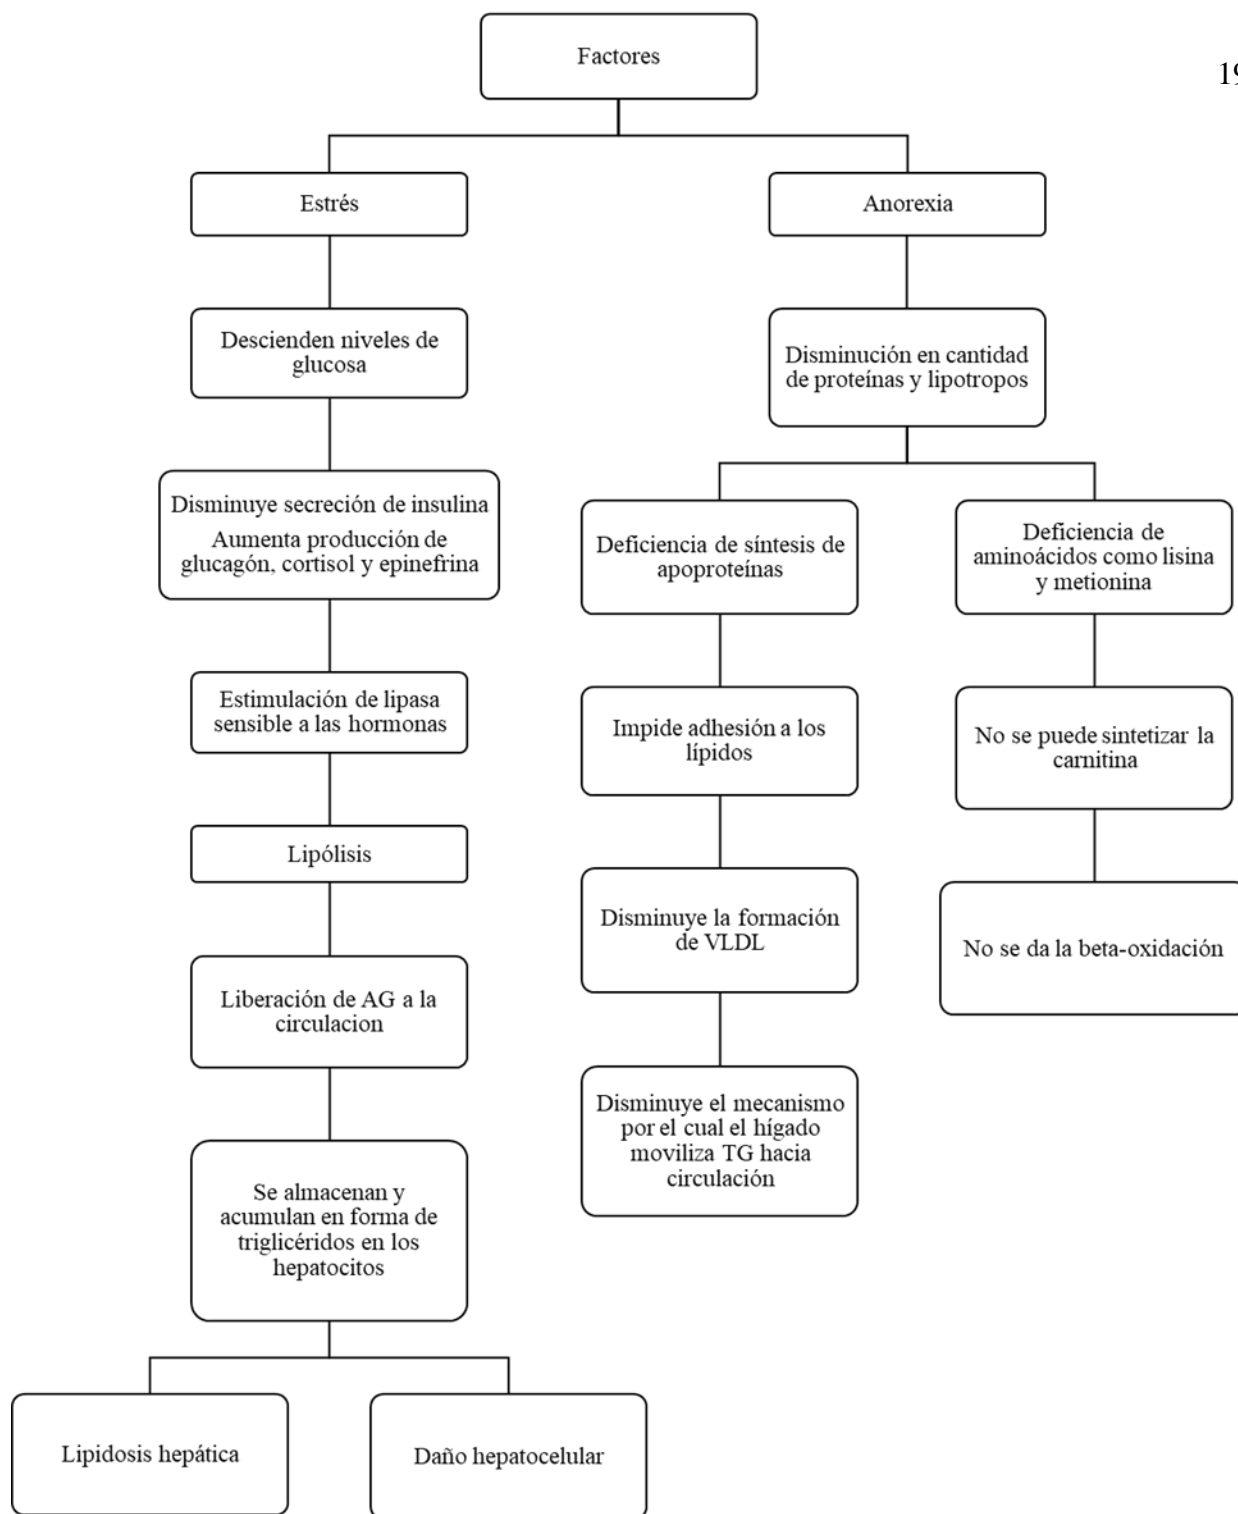 Factores
19
Estrés
Anorexia
Descienden niveles de
glucosa
Disminución en cantidad
de proteínas y lipotropos
Disminuye secreción de insulina
Aumenta producción de
glucagón, cortisol y epinefrina
Deficiencia de síntesis de
apoproteínas
Deficiencia de
aminoácidos como lisina
y metionina
Estimulación de lipasa
sensible a las hormonas
Impide adhesión a los
lípidos
No se puede sintetizar la
carnitina
Lipólisis
Disminuye la formación
de VLDL
No se da la beta-oxidación
Liberación de AG a la
circulacion
Disminuye el mecanismo
por el cual el hígado
moviliza TG hacia
circulación
Se almacenan y
acumulan en forma de
triglicéridos en los
hepatocitos
Lipidosis hepática
Daño hepatocelular